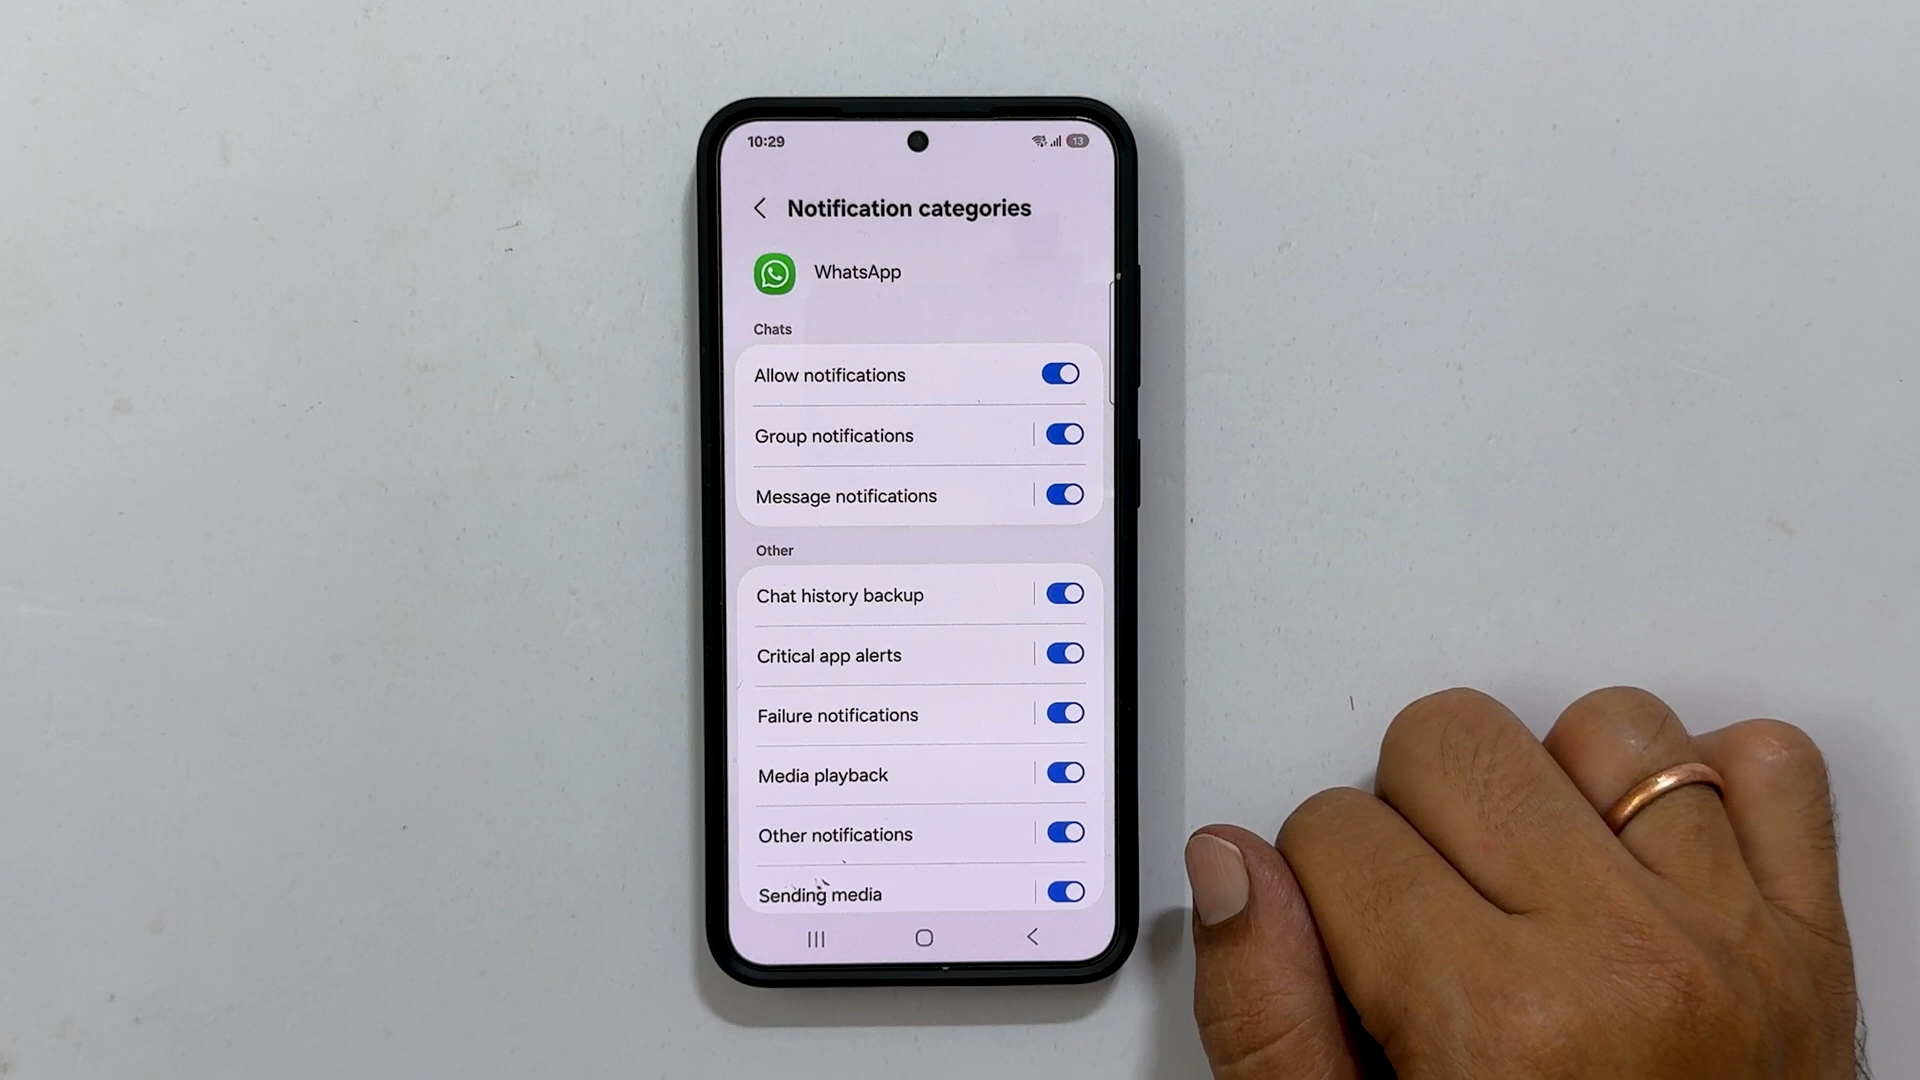 10:29
13
Notification categories
WhatsApp
Chats
Allow notifications
Group notifications
Message notifications
Other
Chat history backup
Critical app alerts
Failure notifications
Media playback
Other notifications
Sending media